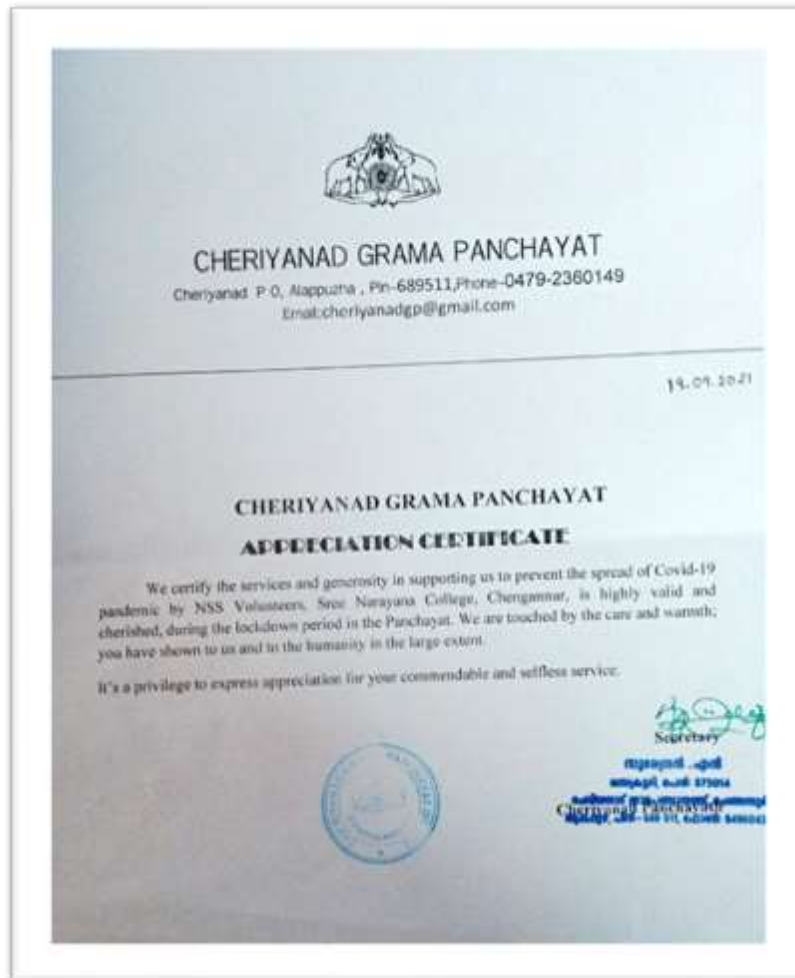 CHERIYANAD GRAMA PANCHAYAT
Cheriyanad P O, Alappuzha , Pin-689511,Phone-0479-2360149
Email:cheriyanadgp@gmail.com
19.09.2021
CHERIYANAD GRAMA PANCHAYAT
APPRECIATION CERTIFICATE
We certify the services and generosity in supporting us to prevent the spread of Covid-19
pandemic by NSS Volunteers, Sree Narayana College, Chengannur, is highly valid and
cherished, during the lockdown period in the Panchayat. We are touched by the care and warmth;
you have shown to us and to the humanity in the large extent.
It's a privilege to express appreciation for your commendable and selfless service.
Secretary
Cheriyanad Panchayath